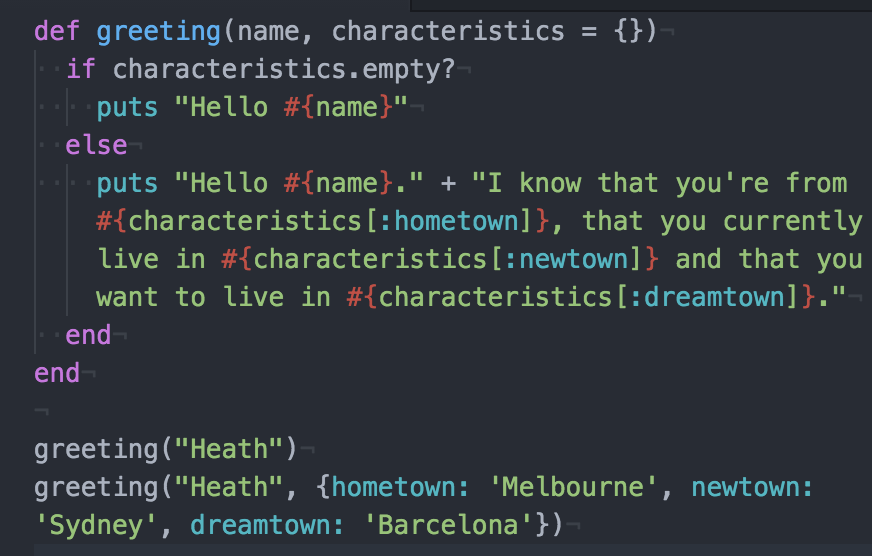 def greeting(name, characteristics = {})
if characteristics.empty?
puts "Hello #{name}"
else
puts "Hello #{name}." + "I know that you're from
#{characteristics[:hometown]}, that you currently
live in #{characteristics[:newtown]} and that you
want to live in #{characteristics[:dreamtown]}."
end
end
greeting("Heath")
greeting("Heath", {hometown: 'Melbourne', newtown:
'Sydney', dreamtown: 'Barcelona'})